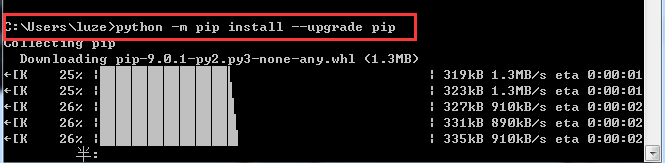 C:\Users\luze>python -m pip install --upgrade pip
Collecting pip
  Downloading pip-9.0.1-py2.py3-none-any.whl (1.3MB)
←[K    25% | | 319kB 1.3MB/s eta 0:00:01
←[K    25% | | 323kB 1.3MB/s eta 0:00:01
←[K    26% | | 327kB 910kB/s eta 0:00:02
←[K    26% | | 331kB 890kB/s eta 0:00:02
←[K    26% | | 335kB 910kB/s eta 0:00:02
半: